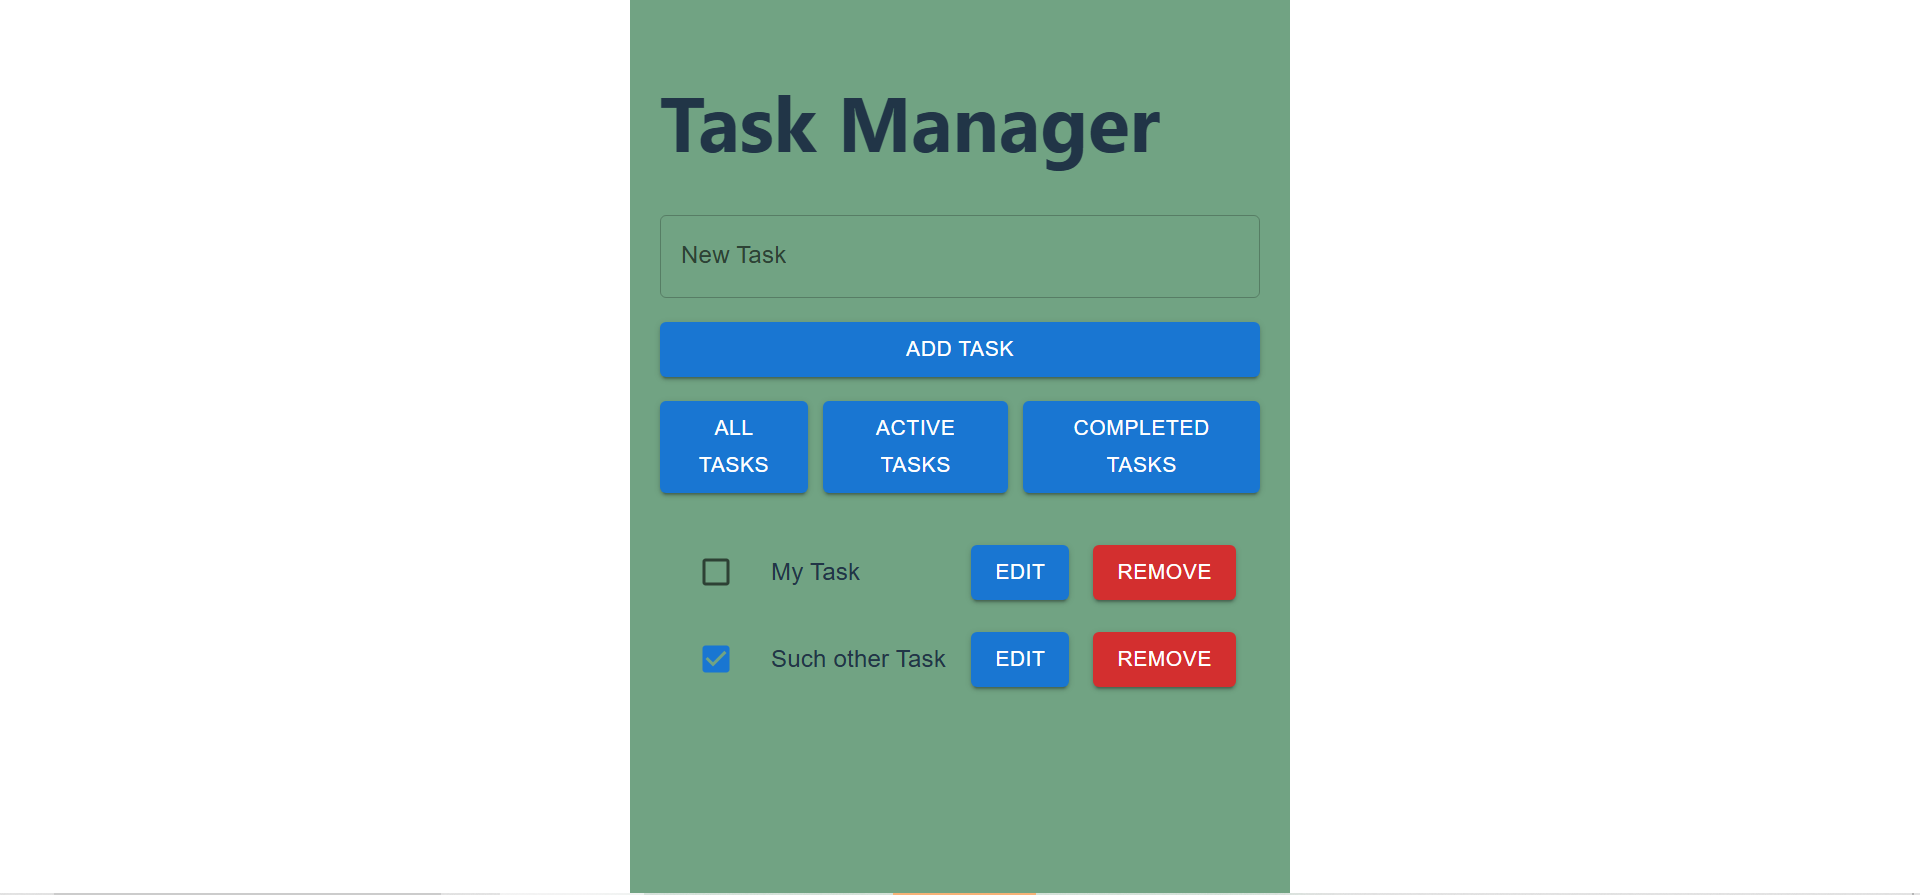 Task Manager
New Task
ADD TASK
ALL TASKS
ACTIVE TASKS
COMPLETED TASKS
My Task
EDIT
REMOVE
Such other Task
EDIT
REMOVE